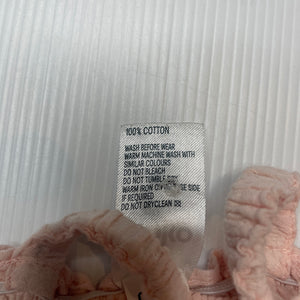 100% COTTON
WASH BEFORE WEAR
WARM MACHINE WASH WITH
SIMILAR COLOURS
DO NOT BLEACH
DO NOT TUMBLE
WARM IRON SIDE
IF REQUIRED
DO NOT DRYCLEAN